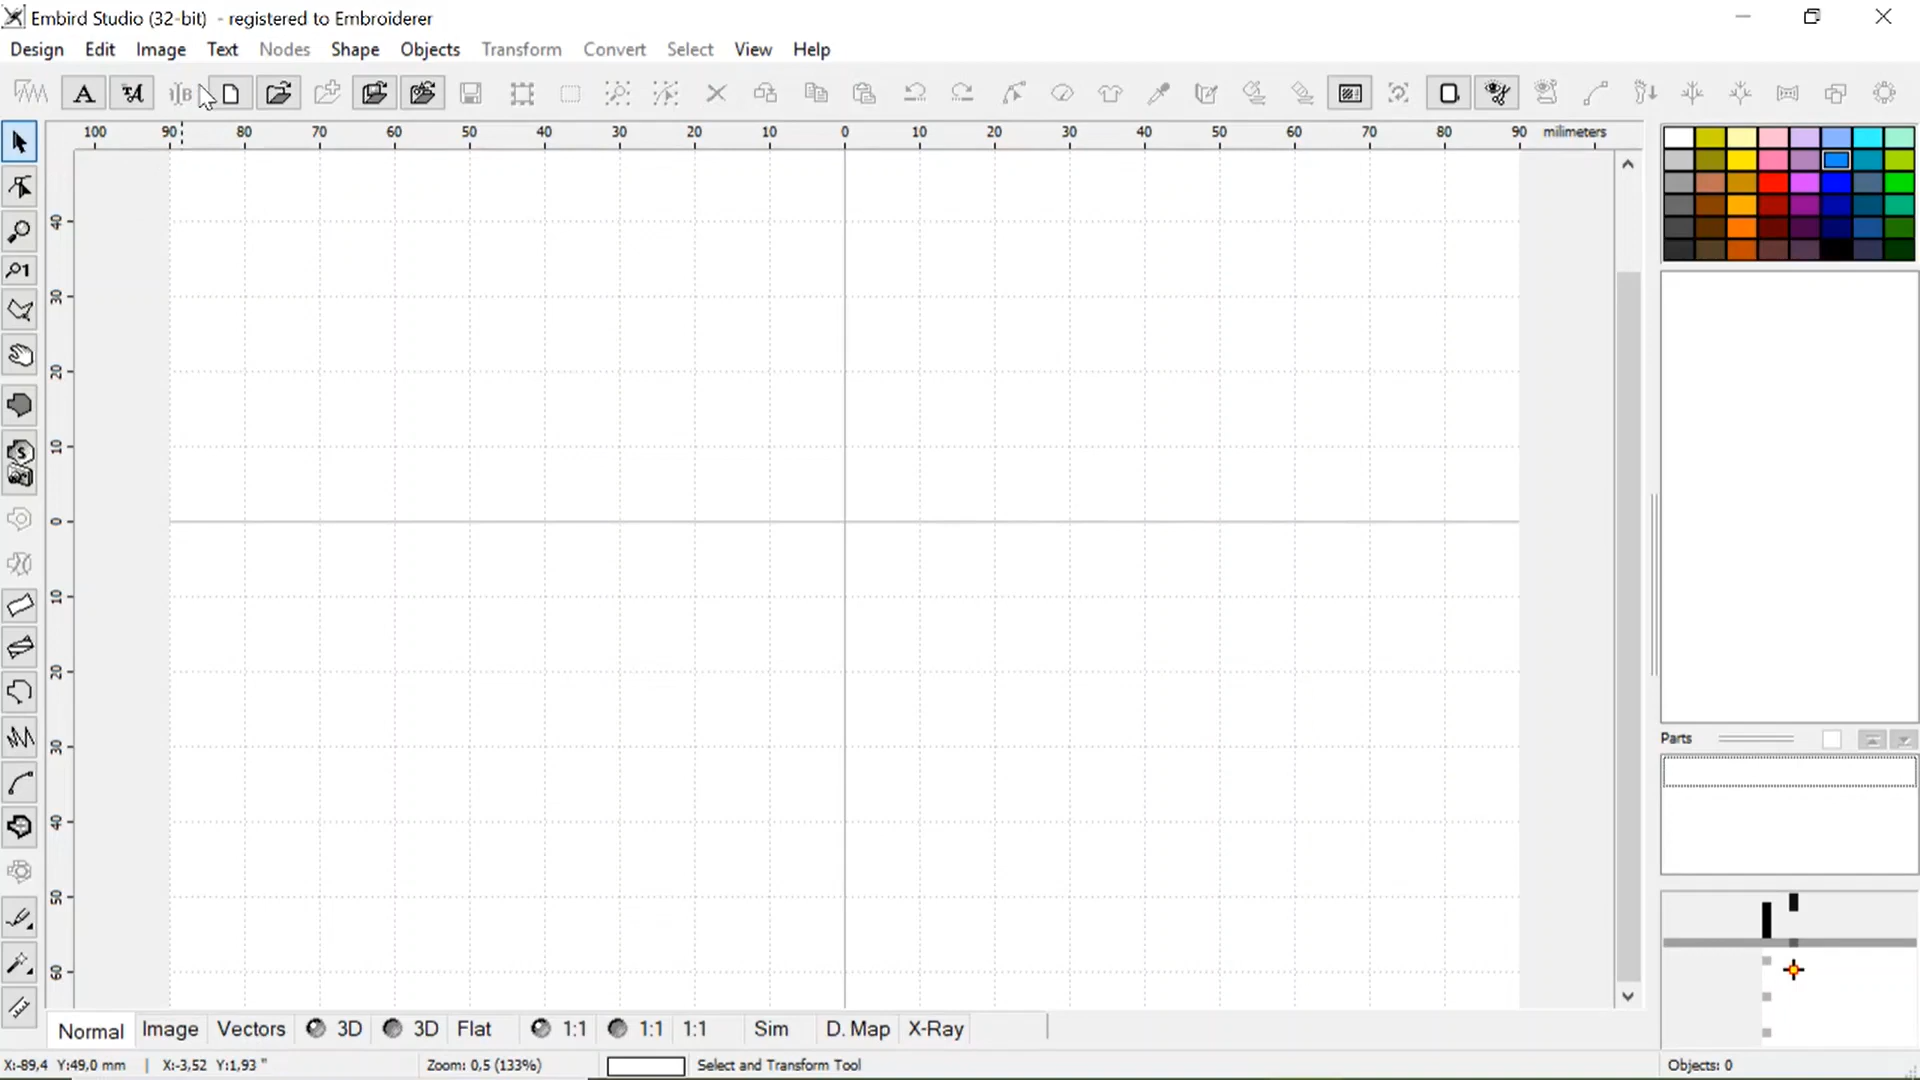 Embird Studio (32-bit) - registered to Embroiderer
Design Edit Image Text Nodes Shape Objects Transform Convert Select View Help
100 90 80 70 60 50 40 30 20 10 0 10 20 30 40 50 60 70 80 90 milimeters
40
30
20
10
0
10
20
30
40
50
60
Parts
Normal Image Vectors 3D 3D Flat 1:1 1:1 1:1 Sim D. Map X-Ray
X:-89,4 Y:49,0 mm | X:-3,52 Y:1,93 " Zoom: 0,5 (133%) Select and Transform Tool Objects: 0